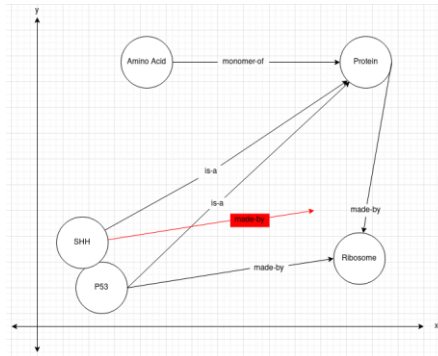 y
Amino Acid
monomer-of
Protein
is-a
is-a
made-by
made-by
SHH
Ribosome
made-by
P53
x